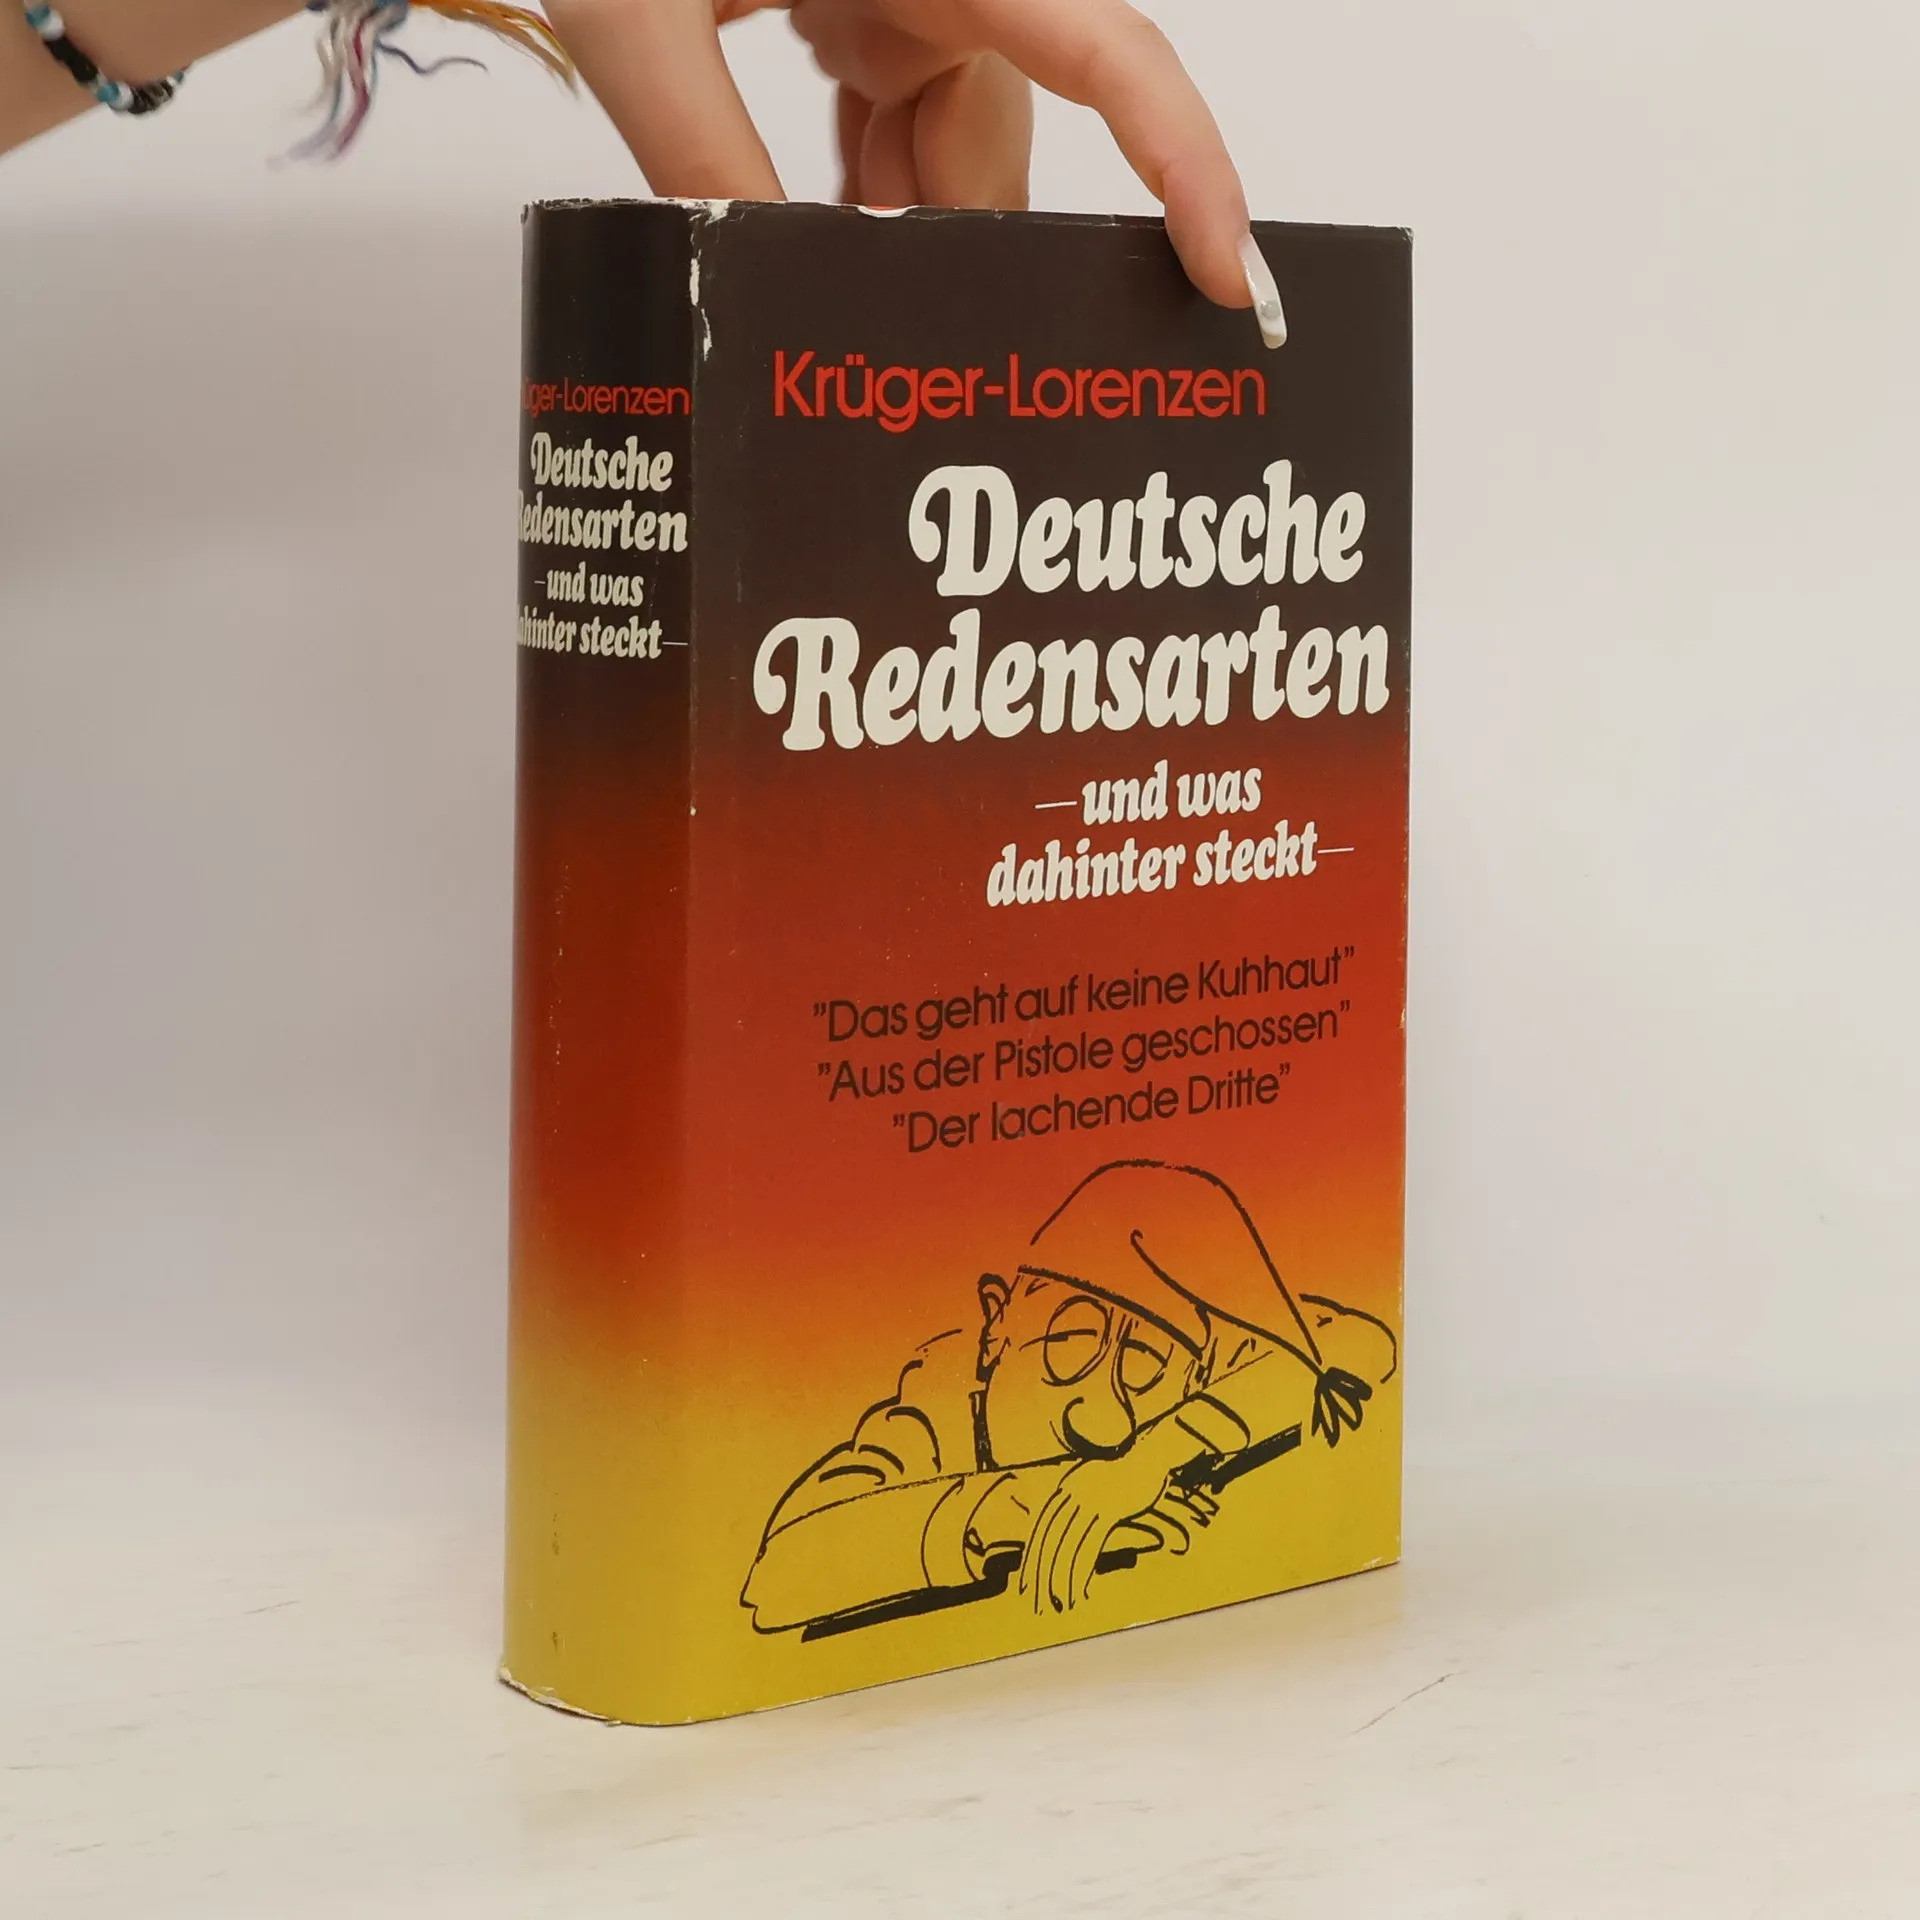 Krüger-Lorenzen
Deutsche
Redensarten
—und was
dahinter steckt—
"Das geht auf keine Kuhhaut"
"Aus der Pistole geschossen"
"Der lachende Dritte"
üger-Lorenzen
Deutsche
Redensarten
—und was
dahinter steckt—